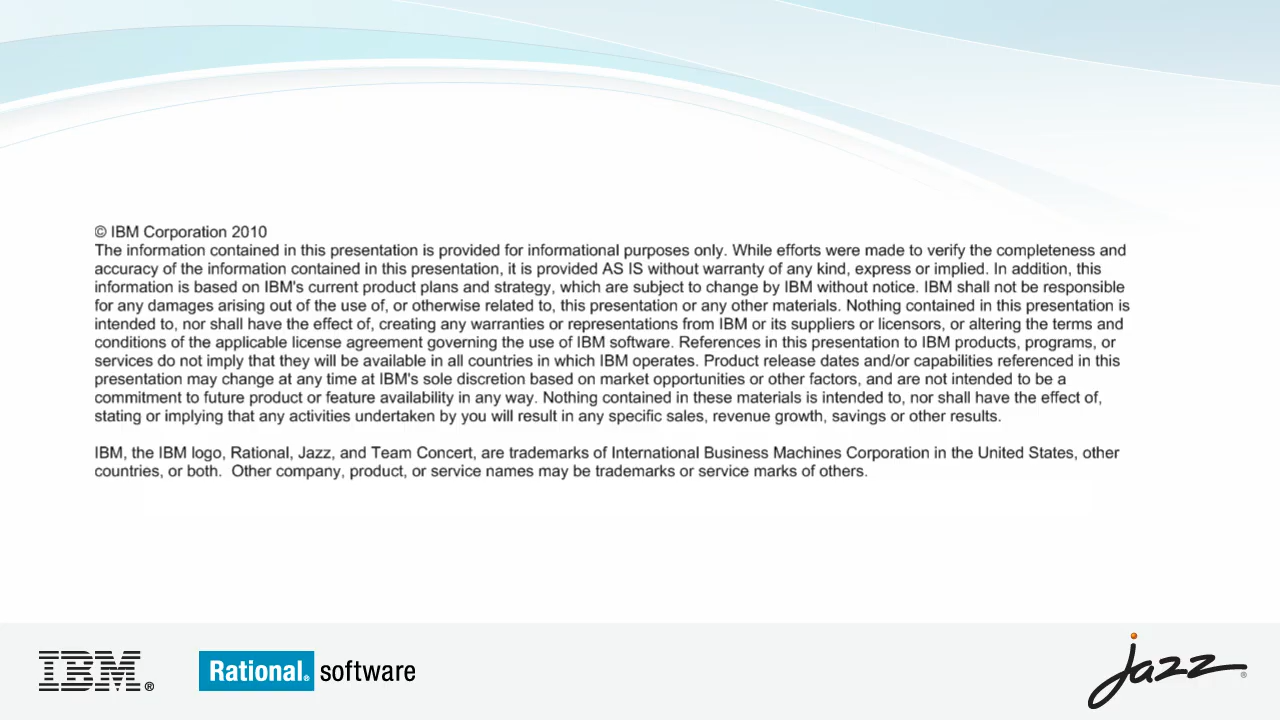 © IBM Corporation 2010
The information contained in this presentation is provided for informational purposes only. While efforts were made to verify the completeness and
accuracy of the information contained in this presentation, it is provided AS IS without warranty of any kind, express or implied. In addition, this
information is based on IBM's current product plans and strategy, which are subject to change by IBM without notice. IBM shall not be responsible
for any damages arising out of the use of, or otherwise related to, this presentation or any other materials. Nothing contained in this presentation is
intended to, nor shall have the effect of, creating any warranties or representations from IBM or its suppliers or licensors, or altering the terms and
conditions of the applicable license agreement governing the use of IBM software. References in this presentation to IBM products, programs, or
services do not imply that they will be available in all countries in which IBM operates. Product release dates and/or capabilities referenced in this
presentation may change at any time at IBM's sole discretion based on market opportunities or other factors, and are not intended to be a
commitment to future product or feature availability in any way. Nothing contained in these materials is intended to, nor shall have the effect of,
stating or implying that any activities undertaken by you will result in any specific sales, revenue growth, savings or other results.
IBM, the IBM logo, Rational, Jazz, and Team Concert, are trademarks of International Business Machines Corporation in the United States, other
countries, or both.  Other company, product, or service names may be trademarks or service marks of others.
IBM® Rational® software jazz®